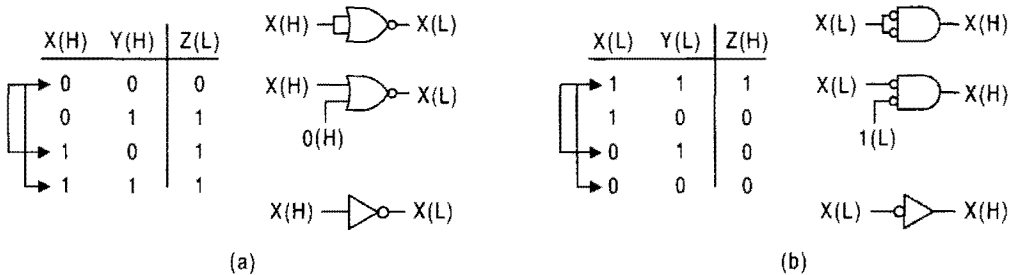 X(H) Y(H) Z(L)
0 0 0
0 1 1
1 0 1
1 1 1
X(H) X(L)
X(H) X(L)
0(H)
X(H) X(L)
(a)
X(L) Y(L) Z(H)
1 1 1
1 0 0
0 1 0
0 0 0
X(L) X(H)
X(L) X(H)
1(L)
X(L) X(H)
(b)